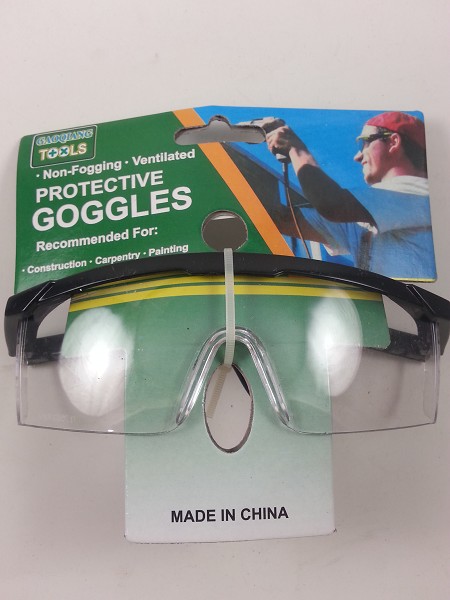 GAOQIANG
TOOLS
· Non-Fogging · Ventilated
PROTECTIVE
GOGGLES
Recommended For:
· Construction · Carpentry · Painting
MADE IN CHINA